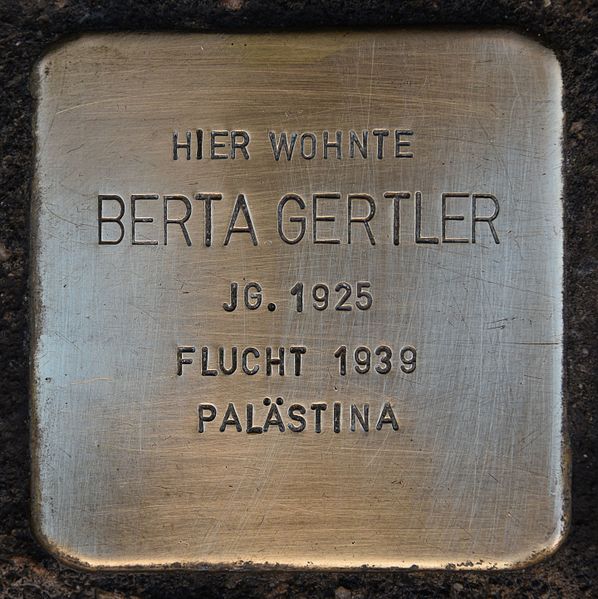 HIER WOHNTE
BERTA GERTLER
JG. 1925
FLUCHT 1939
PALÄSTINA